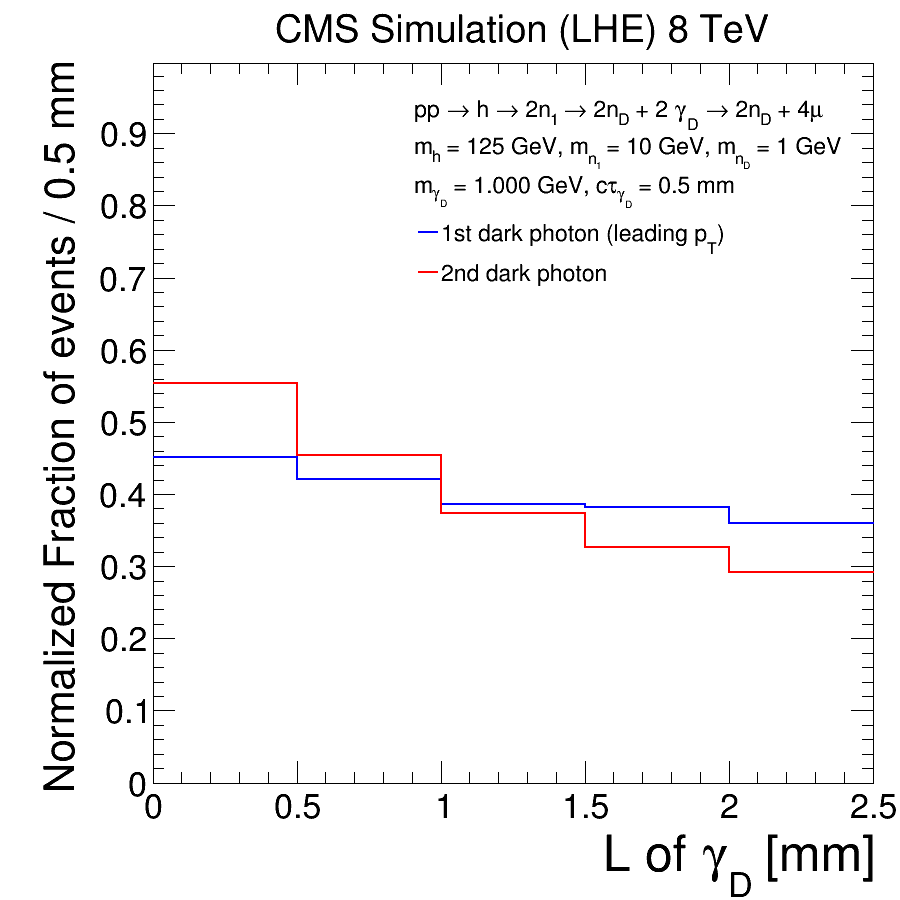 CMS Simulation (LHE) 8 TeV
Normalized Fraction of events / 0.5 mm
pp → h → 2n1 → 2nD + 2 γD → 2nD + 4μ
mh = 125 GeV, mn1 = 10 GeV, mnD = 1 GeV
mγD = 1.000 GeV, cτγD = 0.5 mm
1st dark photon (leading pT)
2nd dark photon
0.9
0.8
0.7
0.6
0.5
0.4
0.3
0.2
0.1
0
0 0.5 1 1.5 2 2.5
L of γD [mm]